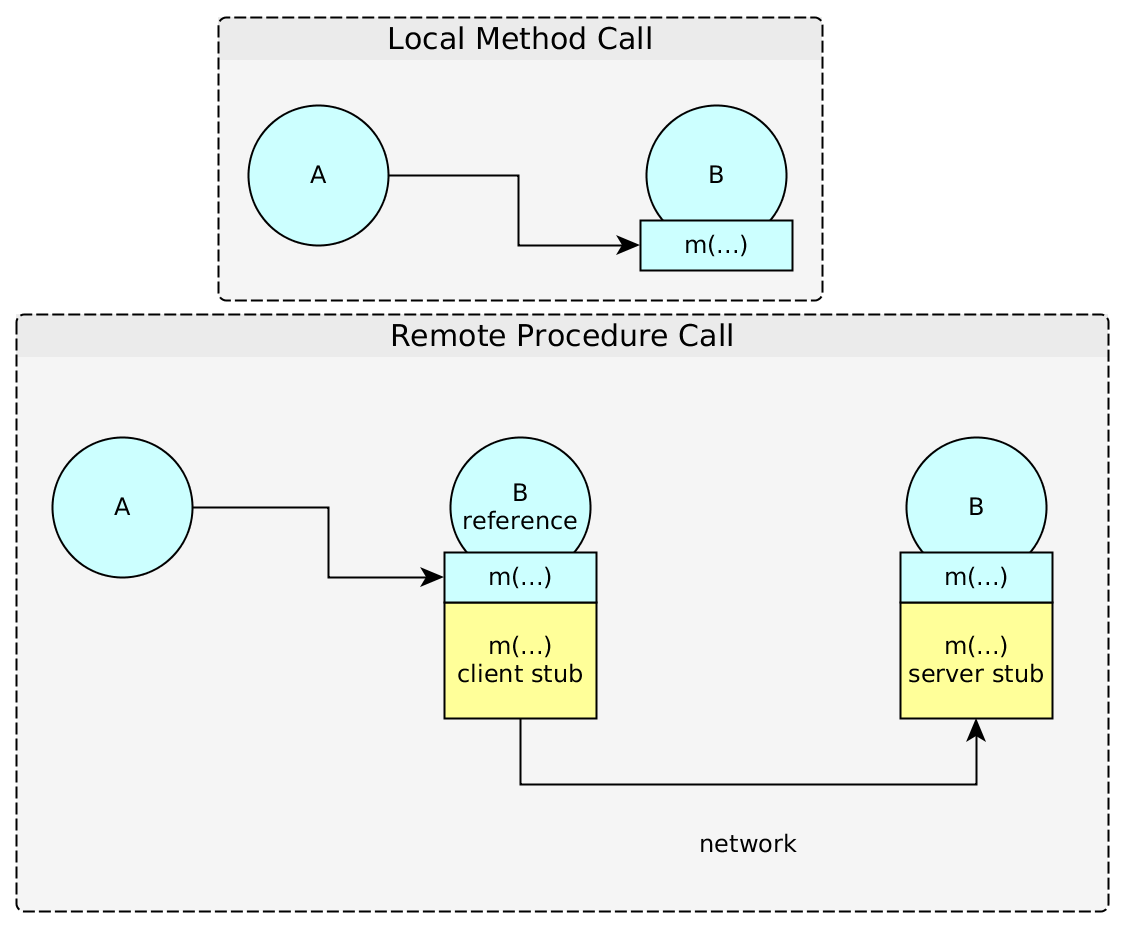 Local Method Call
A
B
m(...)
Remote Procedure Call
A
B
reference
m(...)
m(...)
client stub
B
m(...)
m(...)
server stub
network